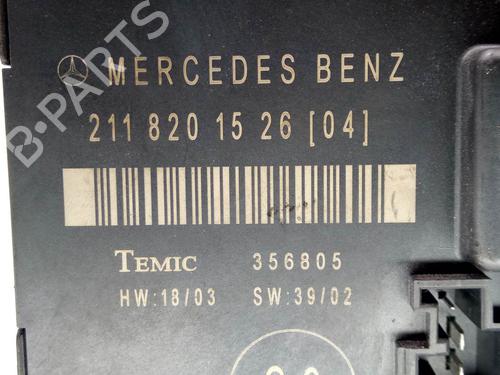 B-PARTS
MERCEDES BENZ
211 820 15 26 [04]
TEMIC 356805
HW:18/03 SW:39/02